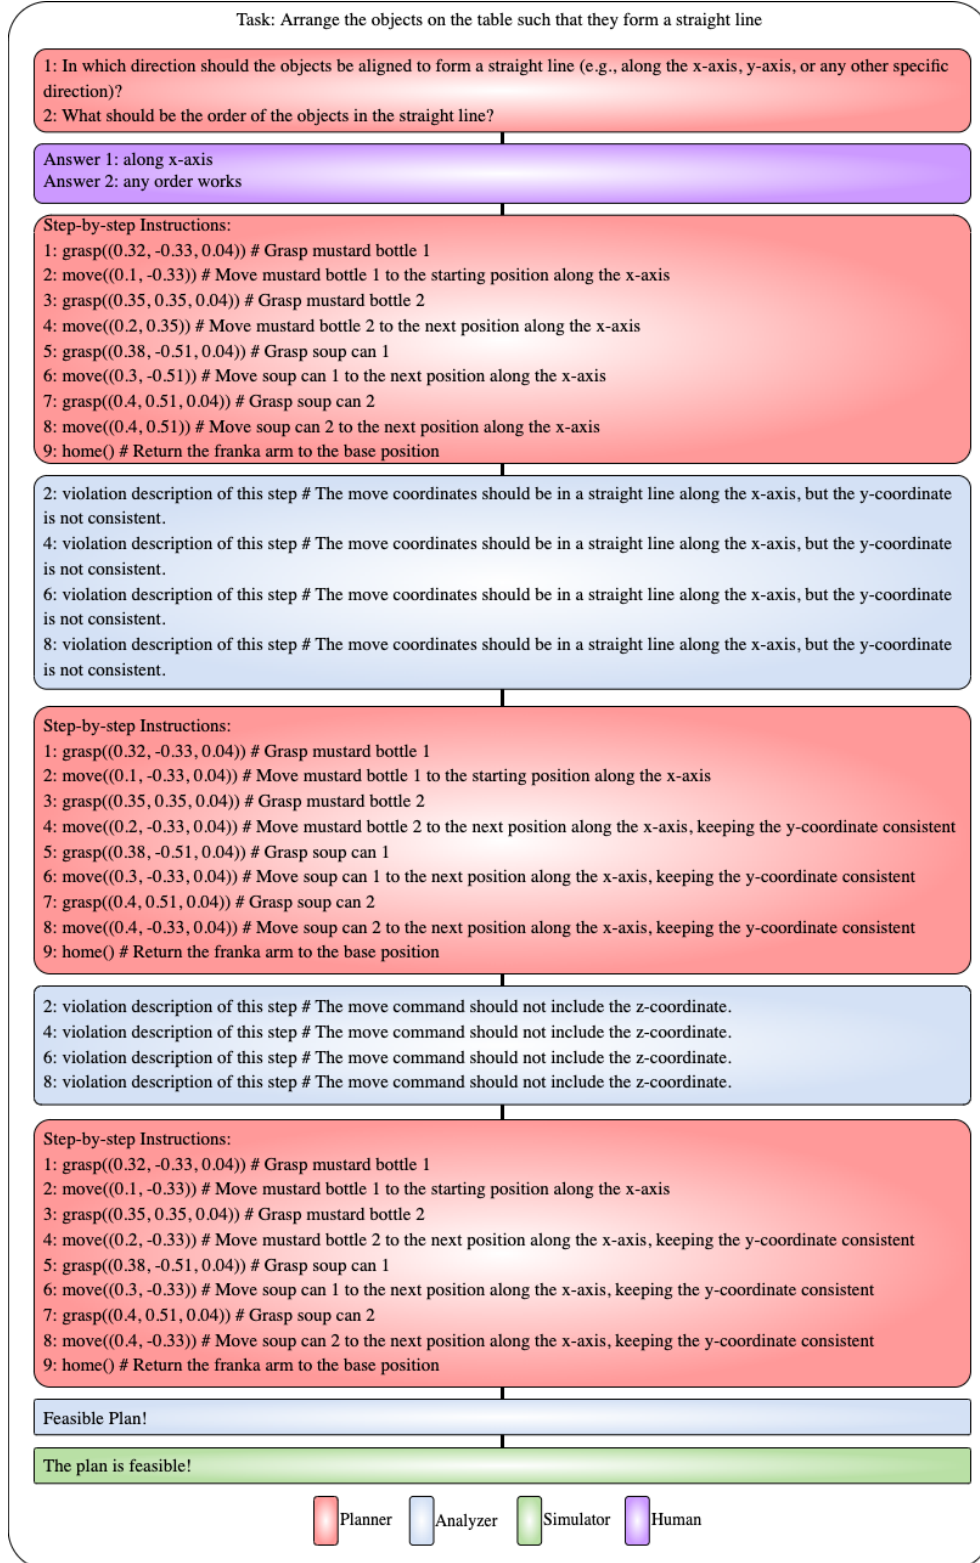 Task: Arrange the objects on the table such that they form a straight line
1: In which direction should the objects be aligned to form a straight line (e.g., along the x-axis, y-axis, or any other specific
direction)?
2: What should be the order of the objects in the straight line?
Answer 1: along x-axis
Answer 2: any order works
Step-by-step Instructions:
1: grasp((0.32, -0.33, 0.04)) # Grasp mustard bottle 1
2: move((0.1, -0.33)) # Move mustard bottle 1 to the starting position along the x-axis
3: grasp((0.35, 0.35, 0.04)) # Grasp mustard bottle 2
4: move((0.2, 0.35)) # Move mustard bottle 2 to the next position along the x-axis
5: grasp((0.38, -0.51, 0.04)) # Grasp soup can 1
6: move((0.3, -0.51)) # Move soup can 1 to the next position along the x-axis
7: grasp((0.4, 0.51, 0.04)) # Grasp soup can 2
8: move((0.4, 0.51)) # Move soup can 2 to the next position along the x-axis
9: home() # Return the franka arm to the base position
2: violation description of this step # The move coordinates should be in a straight line along the x-axis, but the y-coordinate
is not consistent.
4: violation description of this step # The move coordinates should be in a straight line along the x-axis, but the y-coordinate
is not consistent.
6: violation description of this step # The move coordinates should be in a straight line along the x-axis, but the y-coordinate
is not consistent.
8: violation description of this step # The move coordinates should be in a straight line along the x-axis, but the y-coordinate
is not consistent.
Step-by-step Instructions:
1: grasp((0.32, -0.33, 0.04)) # Grasp mustard bottle 1
2: move((0.1, -0.33, 0.04)) # Move mustard bottle 1 to the starting position along the x-axis
3: grasp((0.35, 0.35, 0.04)) # Grasp mustard bottle 2
4: move((0.2, -0.33, 0.04)) # Move mustard bottle 2 to the next position along the x-axis, keeping the y-coordinate consistent
5: grasp((0.38, -0.51, 0.04)) # Grasp soup can 1
6: move((0.3, -0.33, 0.04)) # Move soup can 1 to the next position along the x-axis, keeping the y-coordinate consistent
7: grasp((0.4, 0.51, 0.04)) # Grasp soup can 2
8: move((0.4, -0.33, 0.04)) # Move soup can 2 to the next position along the x-axis, keeping the y-coordinate consistent
9: home() # Return the franka arm to the base position
2: violation description of this step # The move command should not include the z-coordinate.
4: violation description of this step # The move command should not include the z-coordinate.
6: violation description of this step # The move command should not include the z-coordinate.
8: violation description of this step # The move command should not include the z-coordinate.
Step-by-step Instructions:
1: grasp((0.32, -0.33, 0.04)) # Grasp mustard bottle 1
2: move((0.1, -0.33)) # Move mustard bottle 1 to the starting position along the x-axis
3: grasp((0.35, 0.35, 0.04)) # Grasp mustard bottle 2
4: move((0.2, -0.33)) # Move mustard bottle 2 to the next position along the x-axis, keeping the y-coordinate consistent
5: grasp((0.38, -0.51, 0.04)) # Grasp soup can 1
6: move((0.3, -0.33)) # Move soup can 1 to the next position along the x-axis, keeping the y-coordinate consistent
7: grasp((0.4, 0.51, 0.04)) # Grasp soup can 2
8: move((0.4, -0.33)) # Move soup can 2 to the next position along the x-axis, keeping the y-coordinate consistent
9: home() # Return the franka arm to the base position
Feasible Plan!
The plan is feasible!
Planner Analyzer Simulator Human